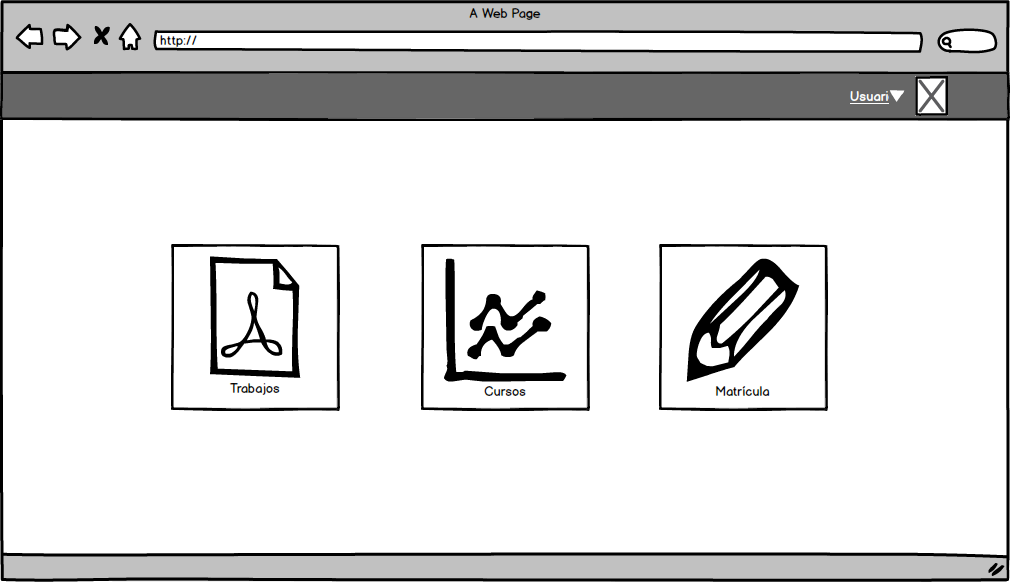 A Web Page
http://
Usuari
Trabajos
Cursos
Matrícula